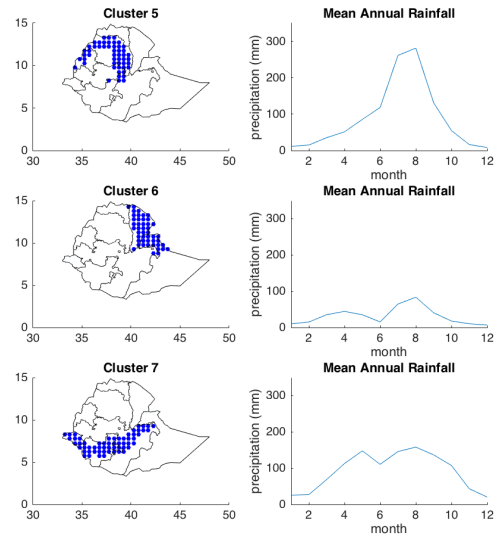 Cluster 5
15
10
5
0
30 35 40 45 50
Mean Annual Rainfall
precipitation (mm)
300
200
100
0
2 4 6 8 10 12
month
Cluster 6
15
10
5
0
30 35 40 45 50
Mean Annual Rainfall
precipitation (mm)
300
200
100
0
2 4 6 8 10 12
month
Cluster 7
15
10
5
0
30 35 40 45 50
Mean Annual Rainfall
precipitation (mm)
300
200
100
0
2 4 6 8 10 12
month